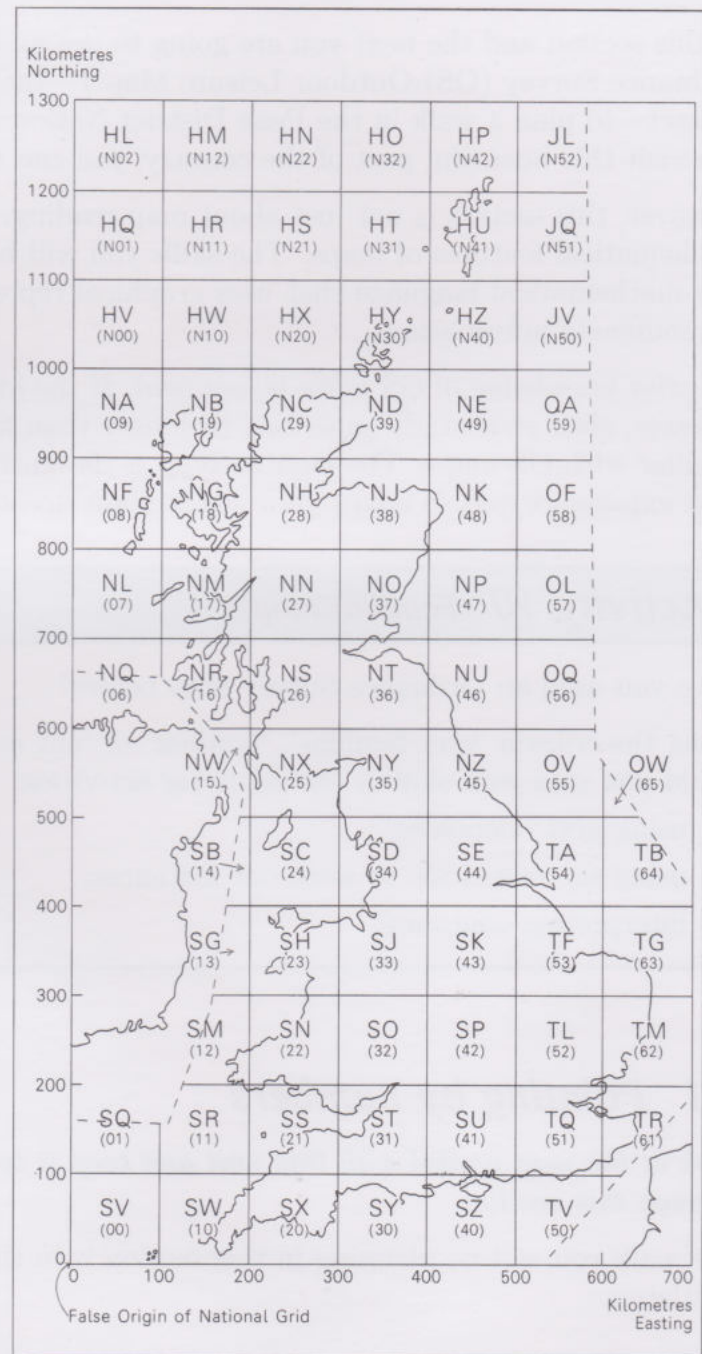 Kilometres
Northing
1300
HL HM HN HO HP JL
(N02) (N12) (N22) (N32) (N42) (N52)
1200
HQ HR HS HT HU JQ
(N01) (N11) (N21) (N31) (N41) (N51)
1100
HV HW HX HY HZ JV
(N00) (N10) (N20) (N30) (N40) (N50)
1000
NA NB NC ND NE OA
(09) (19) (29) (39) (49) (59)
900
NF NG NH NJ NK OF
(08) (18) (28) (38) (48) (58)
800
NL NM NN NO NP OL
(07) (17) (27) (37) (47) (57)
700
NQ NR NS NT NU OQ
(06) (16) (26) (36) (46) (56)
600
NW NX NY NZ OV OW
(15) (25) (35) (45) (55) (65)
500
SB SC SD SE TA TB
(14) (24) (34) (44) (54) (64)
400
SG SH SJ SK TF TG
(13) (23) (33) (43) (53) (63)
300
SM SN SO SP TL TM
(12) (22) (32) (42) (52) (62)
200
SQ SR SS ST SU TQ TR
(01) (11) (21) (31) (41) (51) (61)
100
SV SW SX SY SZ TV
(00) (10) (20) (30) (40) (50)
0
0 100 200 300 400 500 600 700
False Origin of National Grid
Kilometres
Easting